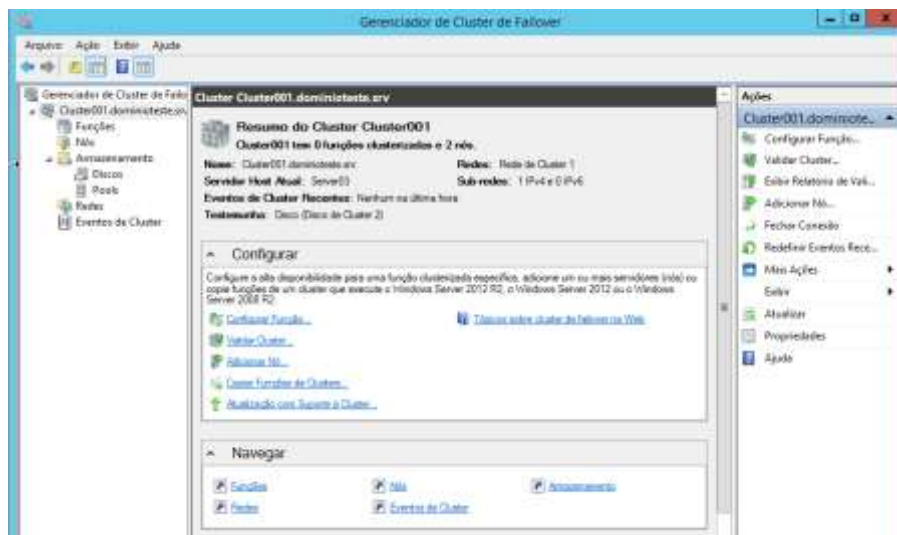 Gerenciador de Cluster de Failover
Arquivo Ação Exibir Ajuda
Gerenciador de Cluster de Failo
Cluster001.dominioteste.srv
Funções
Nós
Armazenamento
Discos
Pools
Redes
Eventos de Cluster
Cluster Cluster001.dominioteste.srv
Resumo do Cluster Cluster001
Cluster001 tem 0 funções clusterizadas e 2 nós.
Nome: Cluster001.dominioteste.srv
Redes: Rede de Cluster 1
Servidor Host Atual: Server03
Sub-redes: 1 IPv4 e 0 IPv6
Eventos de Cluster Recentes: Nenhum na última hora
Testemunha: Disco (Disco de Cluster 2)
Configurar
Configure a alta disponibilidade para uma função clusterizada específica, adicione um ou mais servidores (nós) ou
copie funções de um cluster que execute o Windows Server 2012 R2, o Windows Server 2012 ou o Windows
Server 2008 R2.
Configurar Função...
Tópicos sobre cluster de failover na Web
Validar Cluster...
Adicionar Nó...
Copiar Funções de Clusters...
Atualização com Suporte a Cluster...
Navegar
Funções
Nós
Armazenamento
Redes
Eventos de Cluster
Ações
Cluster001.dominiote...
Configurar Função...
Validar Cluster...
Exibir Relatório de Vali...
Adicionar Nó...
Fechar Conexão
Redefinir Eventos Rece...
Mais Ações
Exibir
Atualizar
Propriedades
Ajuda